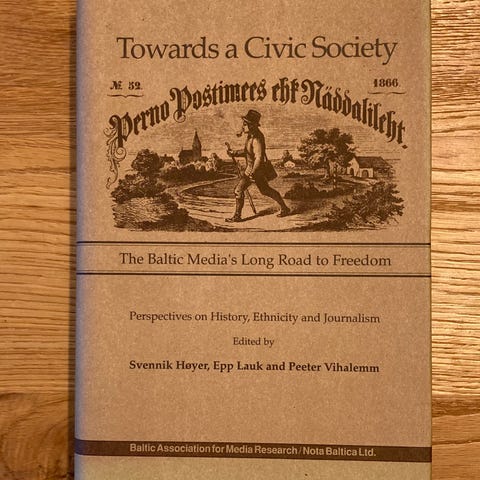 Towards a Civic Society
№ 52. 1866.
Perno Postimees ehk Näddalileht.
The Baltic Media's Long Road to Freedom
Perspectives on History, Ethnicity and Journalism
Edited by
Svennik Høyer, Epp Lauk and Peeter Vihalemm
Baltic Association for Media Research/Nota Baltica Ltd.